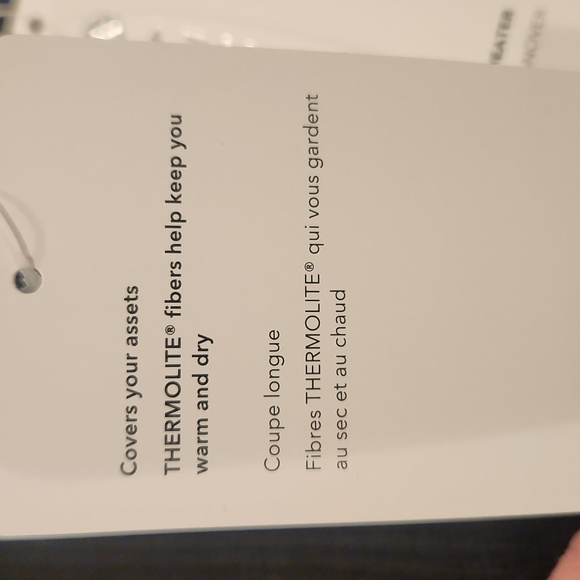 Covers your assets
THERMOLITE® fibers help keep you
warm and dry
Coupe longue
Fibres THERMOLITE® qui vous gardent
au sec et au chaud